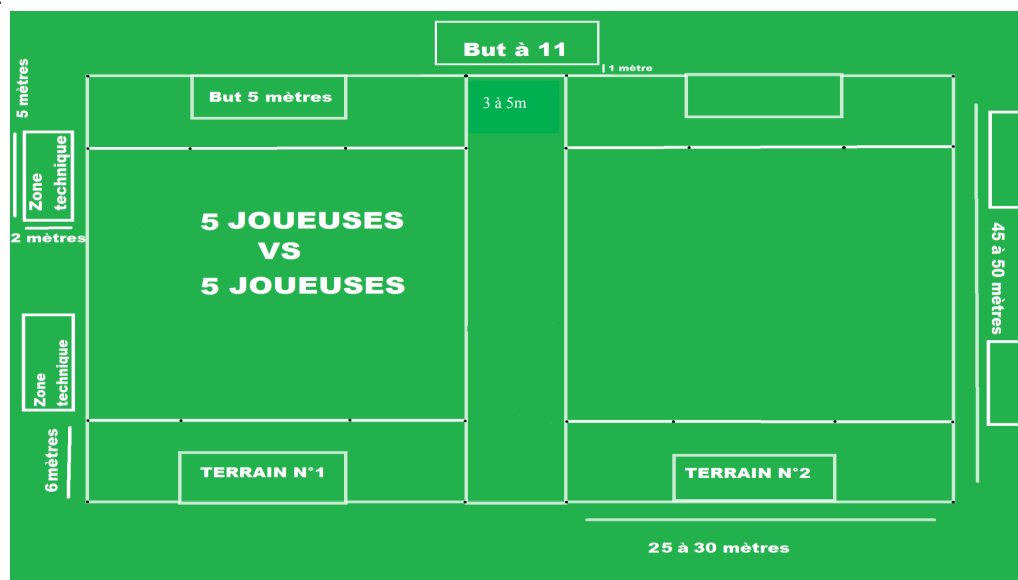 But à 11
1 mètre
5 mètres
But 5 mètres
3 à 5m
Zone
technique
2 mètres
5 JOUEUSES
VS
5 JOUEUSES
45 à 50 mètres
Zone
technique
6 mètres
TERRAIN N°1
TERRAIN N°2
25 à 30 mètres